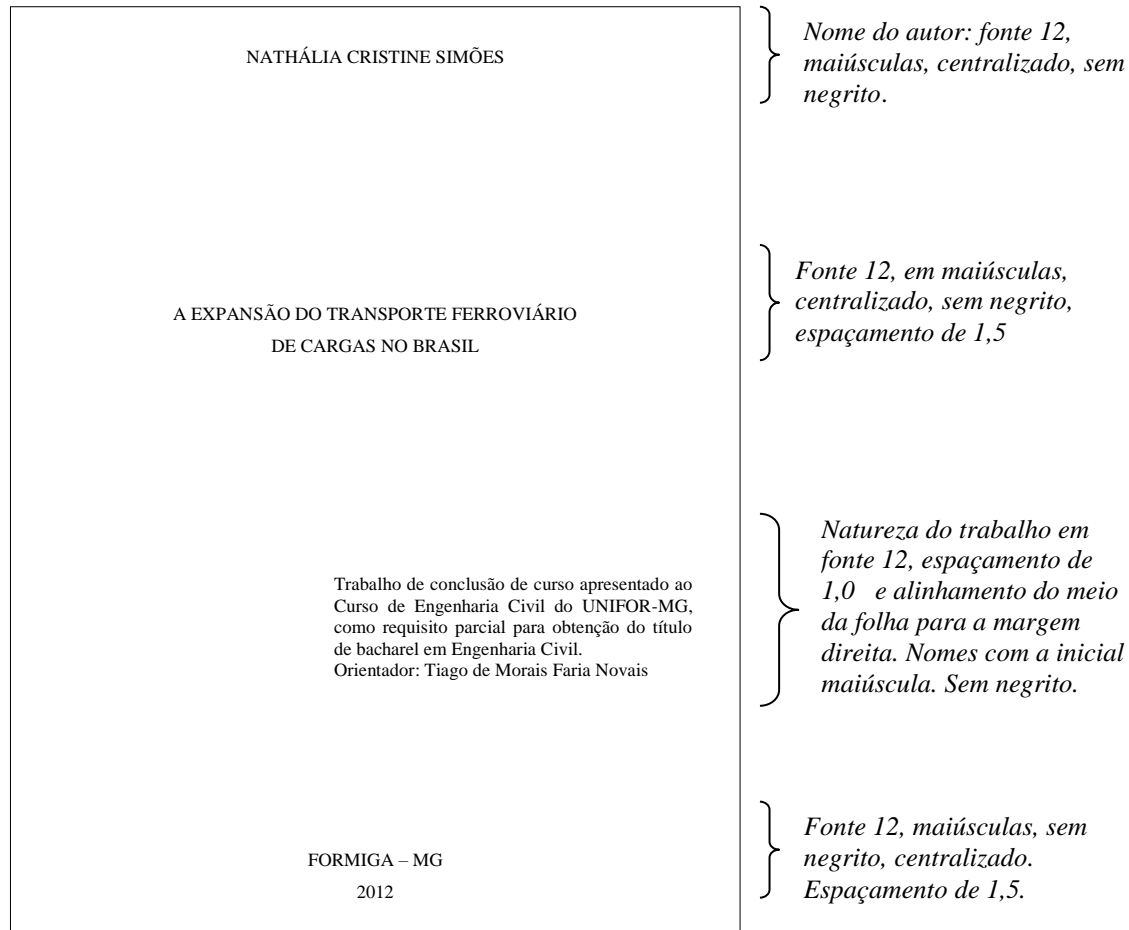 NATHÁLIA CRISTINE SIMÕES
Nome do autor: fonte 12,
maiúsculas, centralizado, sem
negrito.
A EXPANSÃO DO TRANSPORTE FERROVIÁRIO
DE CARGAS NO BRASIL
Fonte 12, em maiúsculas,
centralizado, sem negrito,
espaçamento de 1,5
Trabalho de conclusão de curso apresentado ao
Curso de Engenharia Civil do UNIFOR-MG,
como requisito parcial para obtenção do título
de bacharel em Engenharia Civil.
Orientador: Tiago de Morais Faria Novais
Natureza do trabalho em
fonte 12, espaçamento de
1,0   e alinhamento do meio
da folha para a margem
direita. Nomes com a inicial
maiúscula. Sem negrito.
FORMIGA – MG
2012
Fonte 12, maiúsculas, sem
negrito, centralizado.
Espaçamento de 1,5.